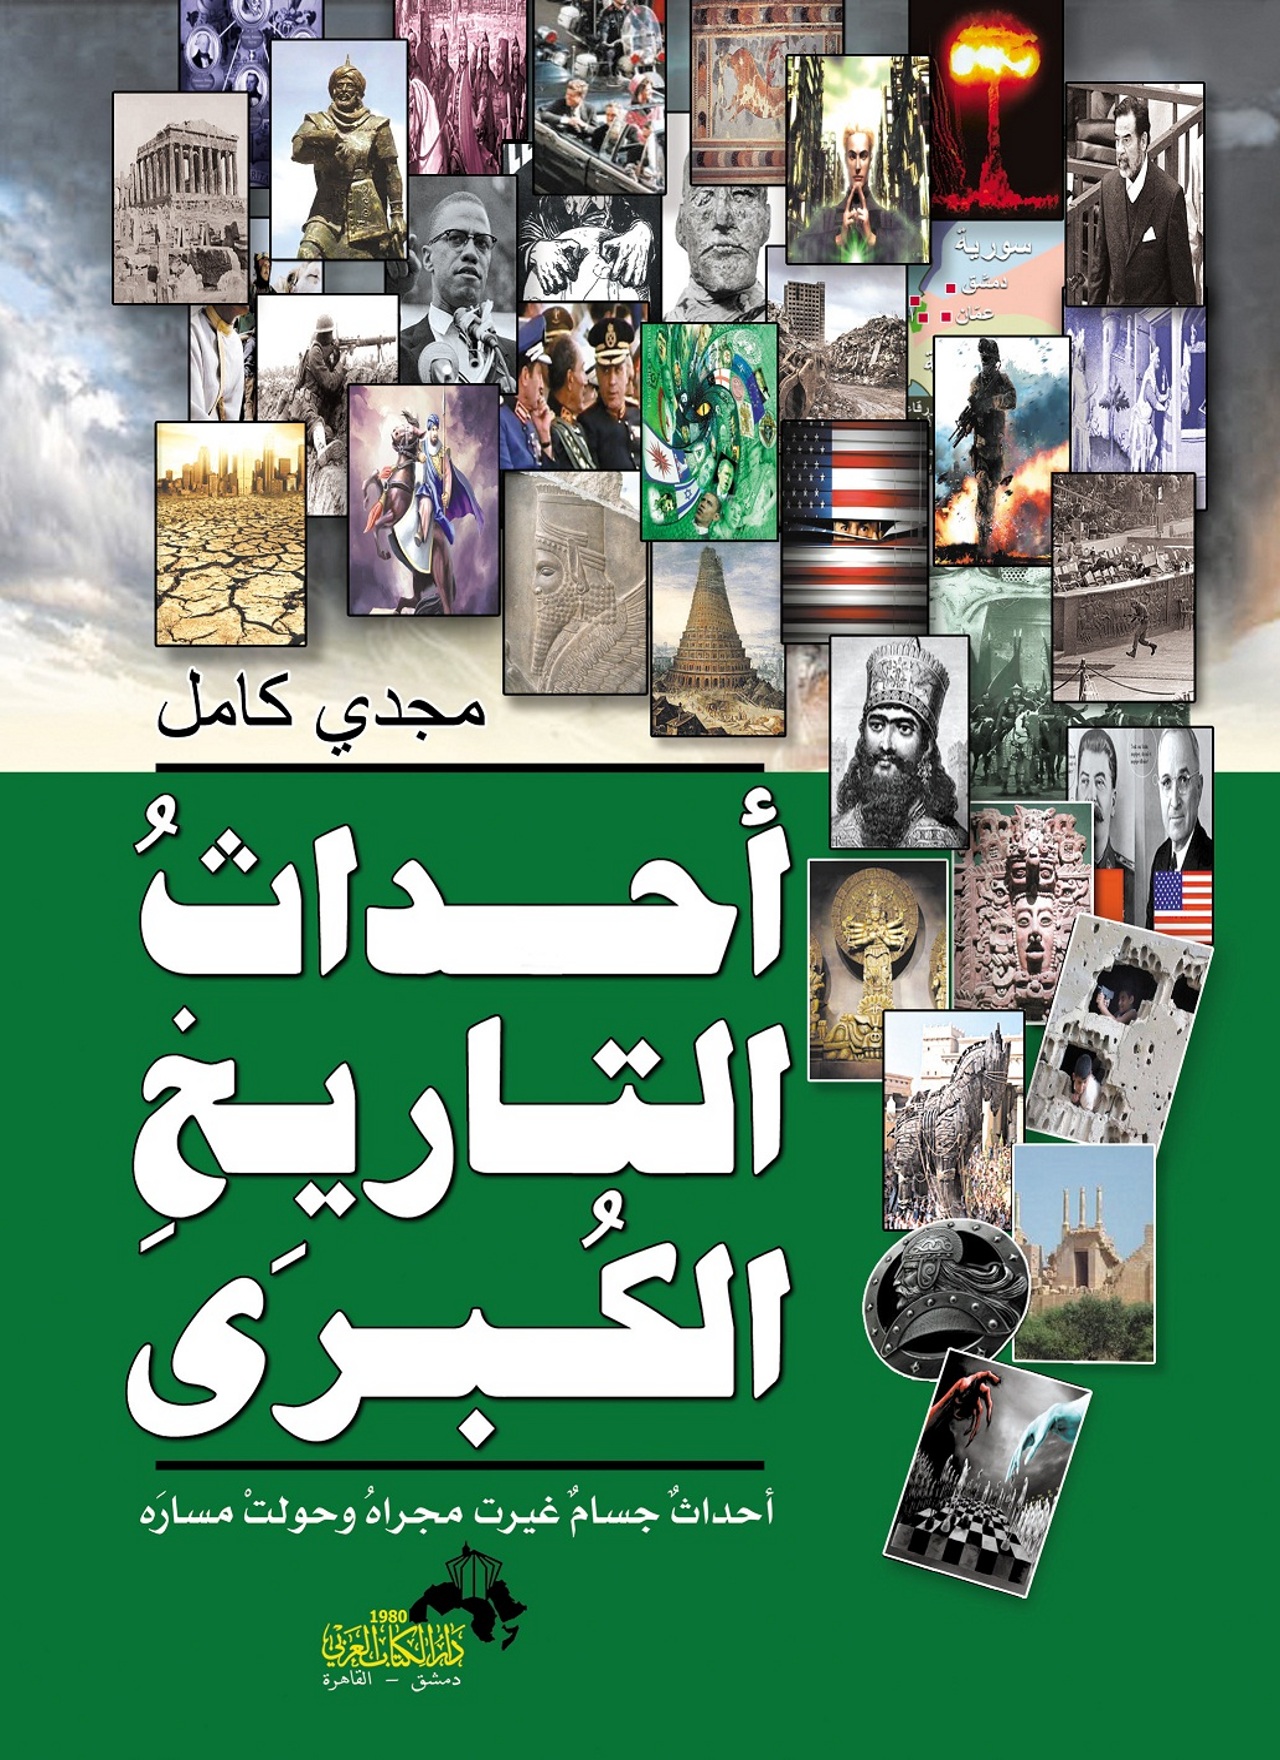 سورية
دمشق
عمّان
مجدي كامل
أحداثُ
التاريخِ
الكُبرَى
أحداثٌ جسامٌ غيرت مجراهُ وحولتْ مسارَه
1980
دار الكتاب العربي
دمشق – القاهرة